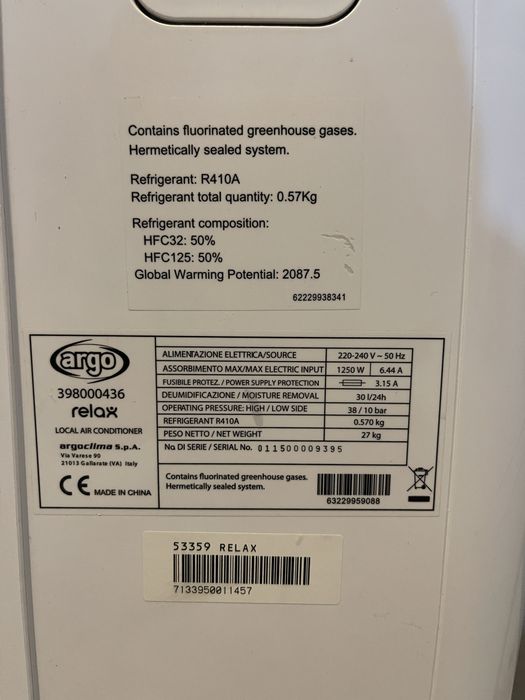 Contains fluorinated greenhouse gases.
Hermetically sealed system.
Refrigerant: R410A
Refrigerant total quantity: 0.57Kg
Refrigerant composition:
HFC32: 50%
HFC125: 50%
Global Warming Potential: 2087.5
62229938341
argo
398000436
relax
LOCAL AIR CONDITIONER
argoclima S.p.A.
Via Varese 90
21013 Gallarate (VA) Italy
CE MADE IN CHINA
ALIMENTAZIONE ELETTRICA/SOURCE 220-240 V ~ 50 Hz
ASSORBIMENTO MAX/MAX ELECTRIC INPUT 1250 W 6.44 A
FUSIBILE PROTEZ. / POWER SUPPLY PROTECTION 3.15 A
DEUMIDIFICAZIONE / MOISTURE REMOVAL 30 l/24h
OPERATING PRESSURE: HIGH / LOW SIDE 38 / 10 bar
REFRIGERANT R410A 0.570 kg
PESO NETTO / NET WEIGHT 27 kg
No DI SERIE / SERIAL No. 011500009395
Contains fluorinated greenhouse gases.
Hermetically sealed system.
63229959088
53359 RELAX
7133950011457